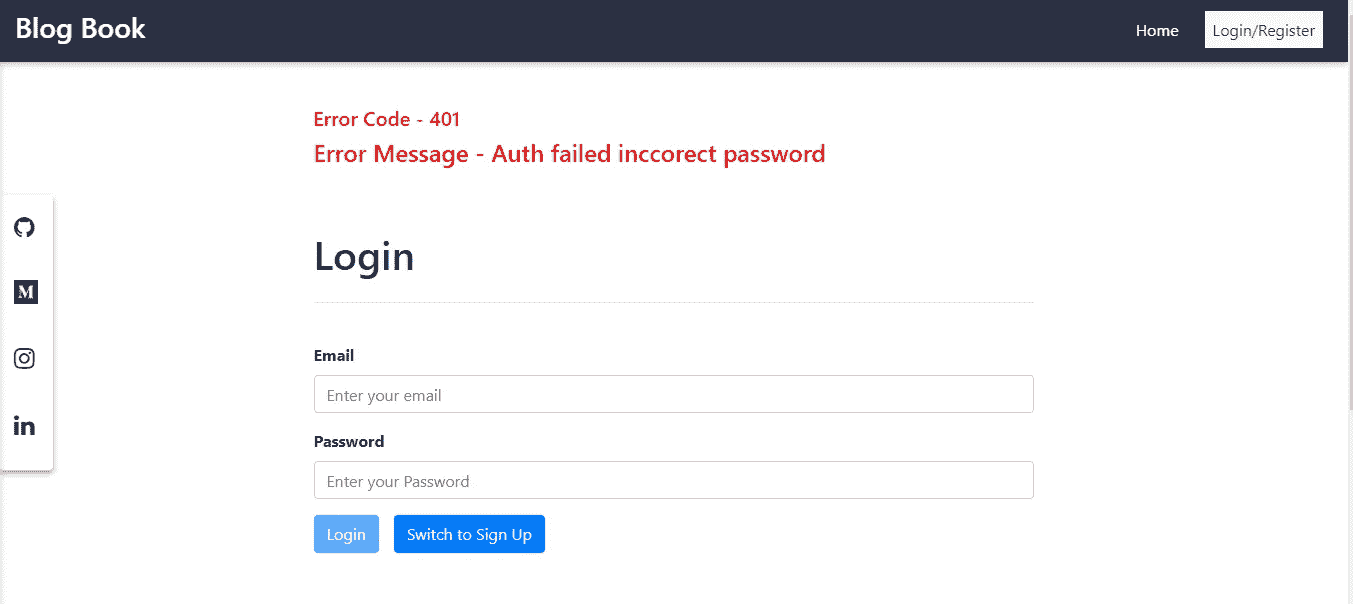 Blog Book
Home
Login/Register
Error Code - 401
Error Message - Auth failed inccorect password
Login
Email
Enter your email
Password
Enter your Password
Login
Switch to Sign Up
M
in